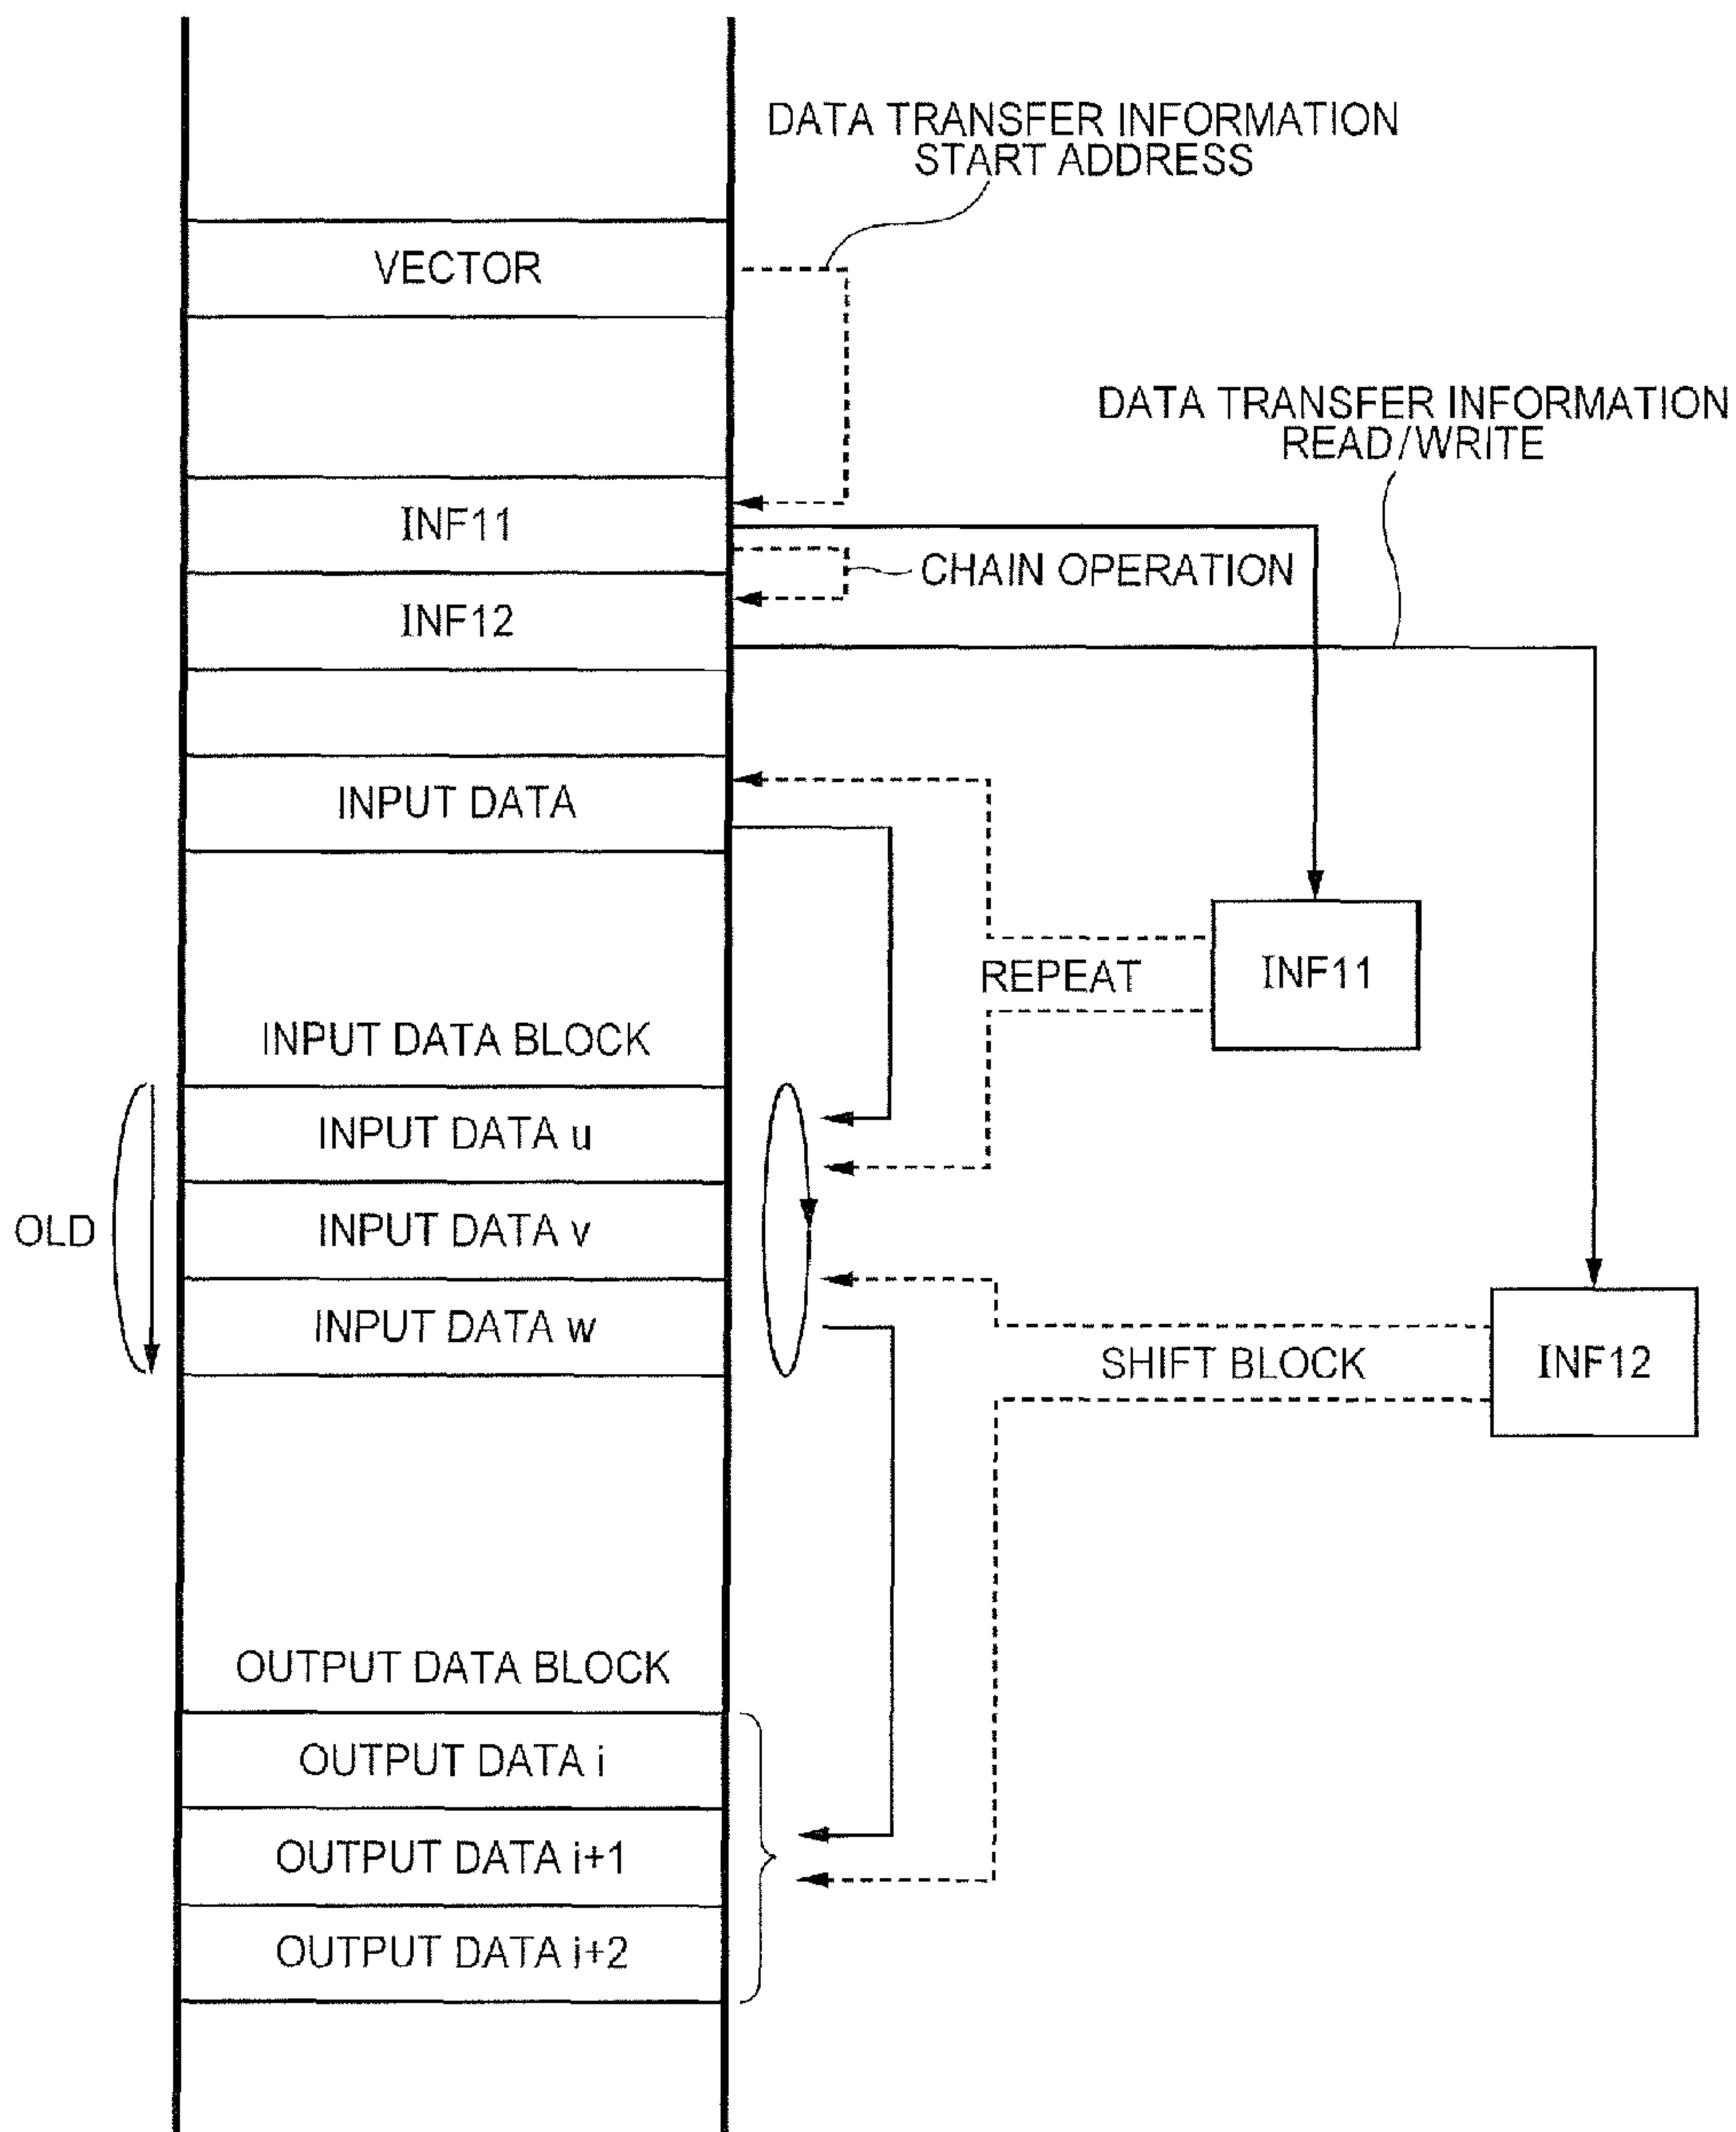 DATA TRANSFER INFORMATION
START ADDRESS
VECTOR
DATA TRANSFER INFORMATION
READ/WRITE
INF11
CHAIN OPERATION
INF12
INPUT DATA
REPEAT
INF11
INPUT DATA BLOCK
INPUT DATA u
OLD
INPUT DATA v
INPUT DATA w
SHIFT BLOCK
INF12
OUTPUT DATA BLOCK
OUTPUT DATA i
OUTPUT DATA i+1
OUTPUT DATA i+2